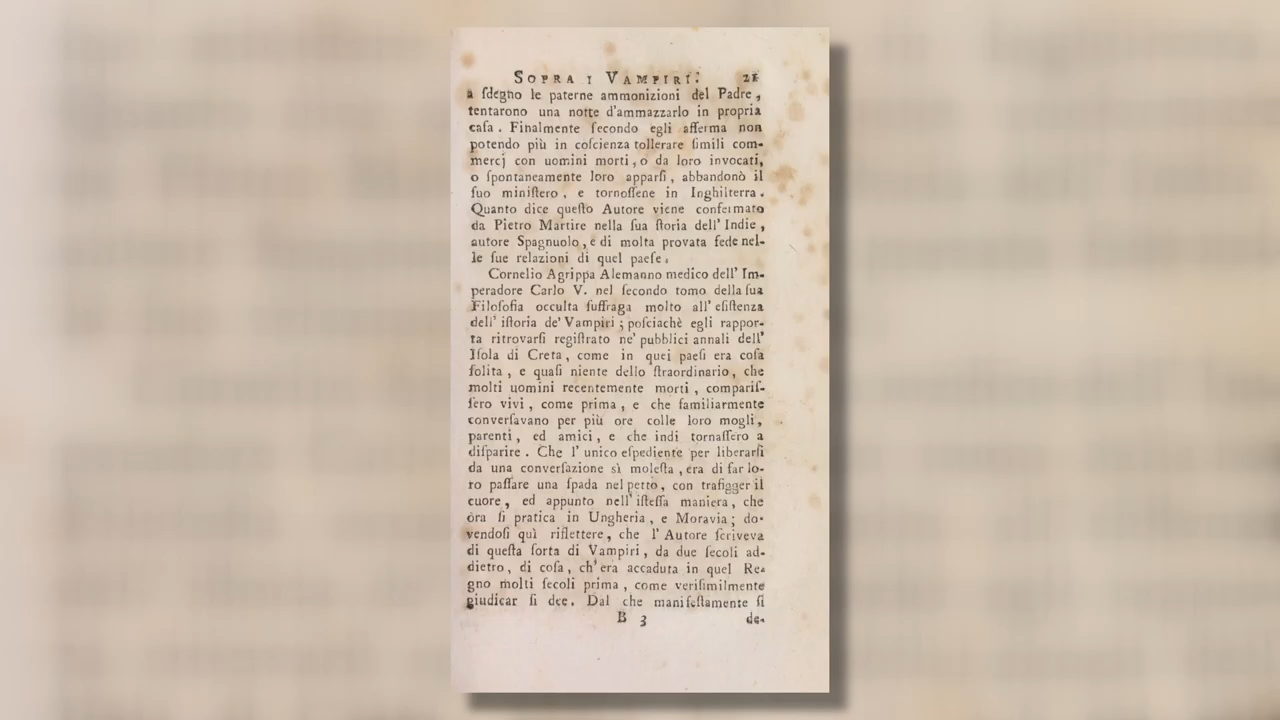 SOPRA I VAMPIRI. 21
a ſdegno le paterne ammonizioni del Padre,
tentarono una notte d'ammazzarlo in propria
caſa. Finalmente ſecondo egli afferma non
potendo più in coſcienza tollerare ſimili com-
mercj con uomini morti, o da loro invocati,
o ſpontaneamente loro apparſi, abbandonò il
ſuo miniſtero, e tornoſſene in Inghilterra.
Quanto dice queſto Autore viene confermato
da Pietro Martire nella ſua ſtoria dell' Indie,
autore Spagnuolo, e di molta provata fede nel-
le ſue relazioni di quel paeſe.
Cornelio Agrippa Alemanno medico dell' Im-
peradore Carlo V. nel ſecondo tomo della ſua
Filoſofia occulta ſuffraga molto all' eſiſtenza
dell' iſtoria de' Vampiri; poſciachè egli rappor-
ta ritrovarſi regiſtrato ne' pubblici annali dell'
Iſola di Creta, come in quei paeſi era coſa
ſolita, e quaſi niente dello ſtraordinario, che
molti uomini recentemente morti, compariſ-
ſero vivi, come prima, e che familiarmente
converſavano per più ore colle loro mogli,
parenti, ed amici, e che indi tornaſſero a
diſparire. Che l' unico eſpediente per liberarſi
da una converſazione sì moleſta, era di far lo-
ro paſſare una ſpada nel petto, con trafigger il
cuore, ed appunto nell' iſteſſa maniera, che
òra ſi pratica in Ungheria, e Moravia; do-
vendoſi quì riflettere, che l' Autore ſcriveva
di queſta ſorta di Vampiri, da due ſecoli ad-
dietro, di coſa, ch' era accaduta in quel Re-
gno molti ſecoli prima, come veriſimilmente
giudicar ſi dee. Dal che manifeſtamente ſi
B 3 de-